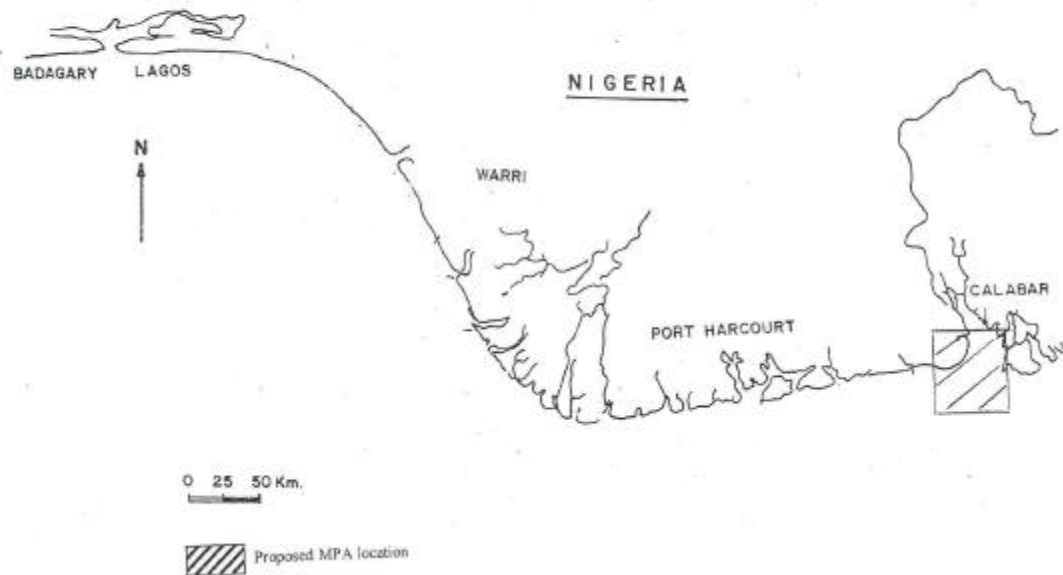 BADAGARY LAGOS
NIGERIA
N
WARRI
CALABAR
PORT HARCOURT
0 25 50 Km.
Proposed MPA location